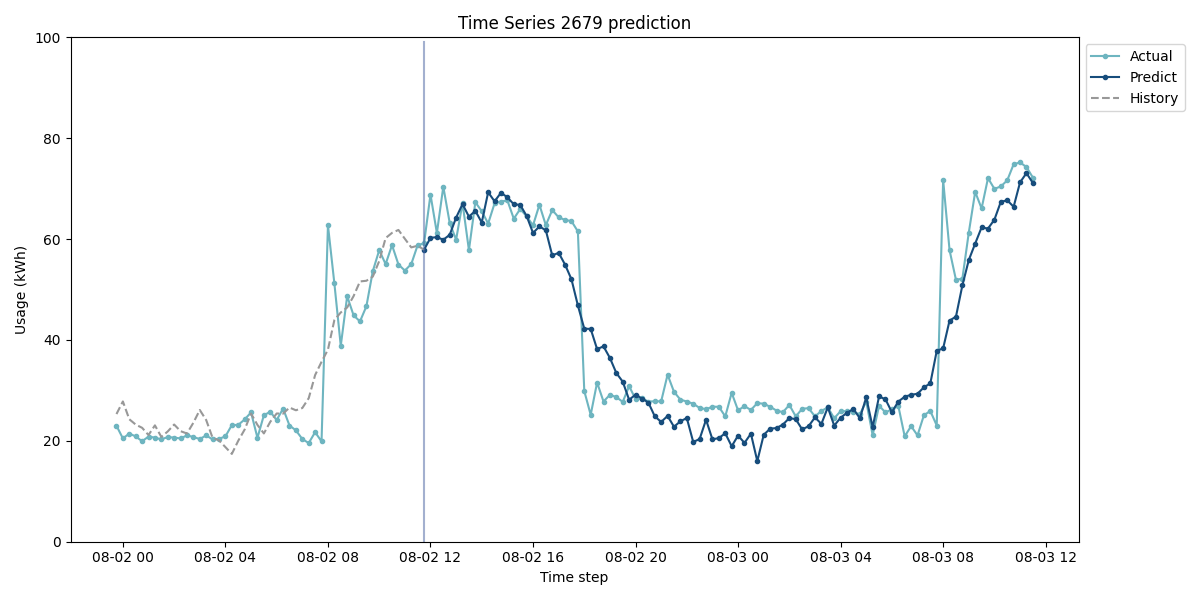 Time Series 2679 prediction
100
80
60
40
20
0
Usage (kWh)
08-02 00
08-02 04
08-02 08
08-02 12
08-02 16
08-02 20
08-03 00
08-03 04
08-03 08
08-03 12
Time step
Actual
Predict
History